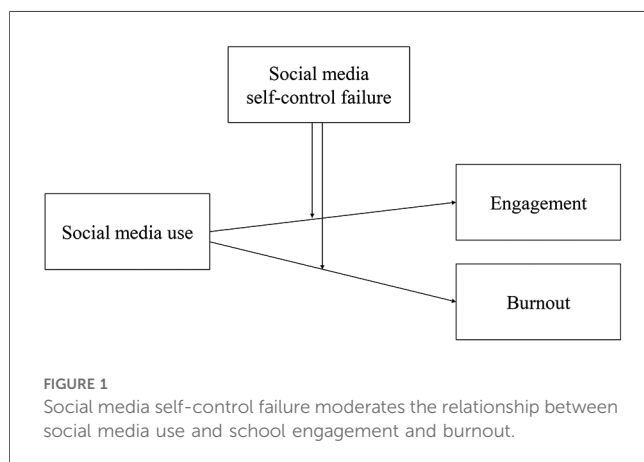 Social media
self-control failure
Social media use
Engagement
Burnout
FIGURE 1
Social media self-control failure moderates the relationship between
social media use and school engagement and burnout.